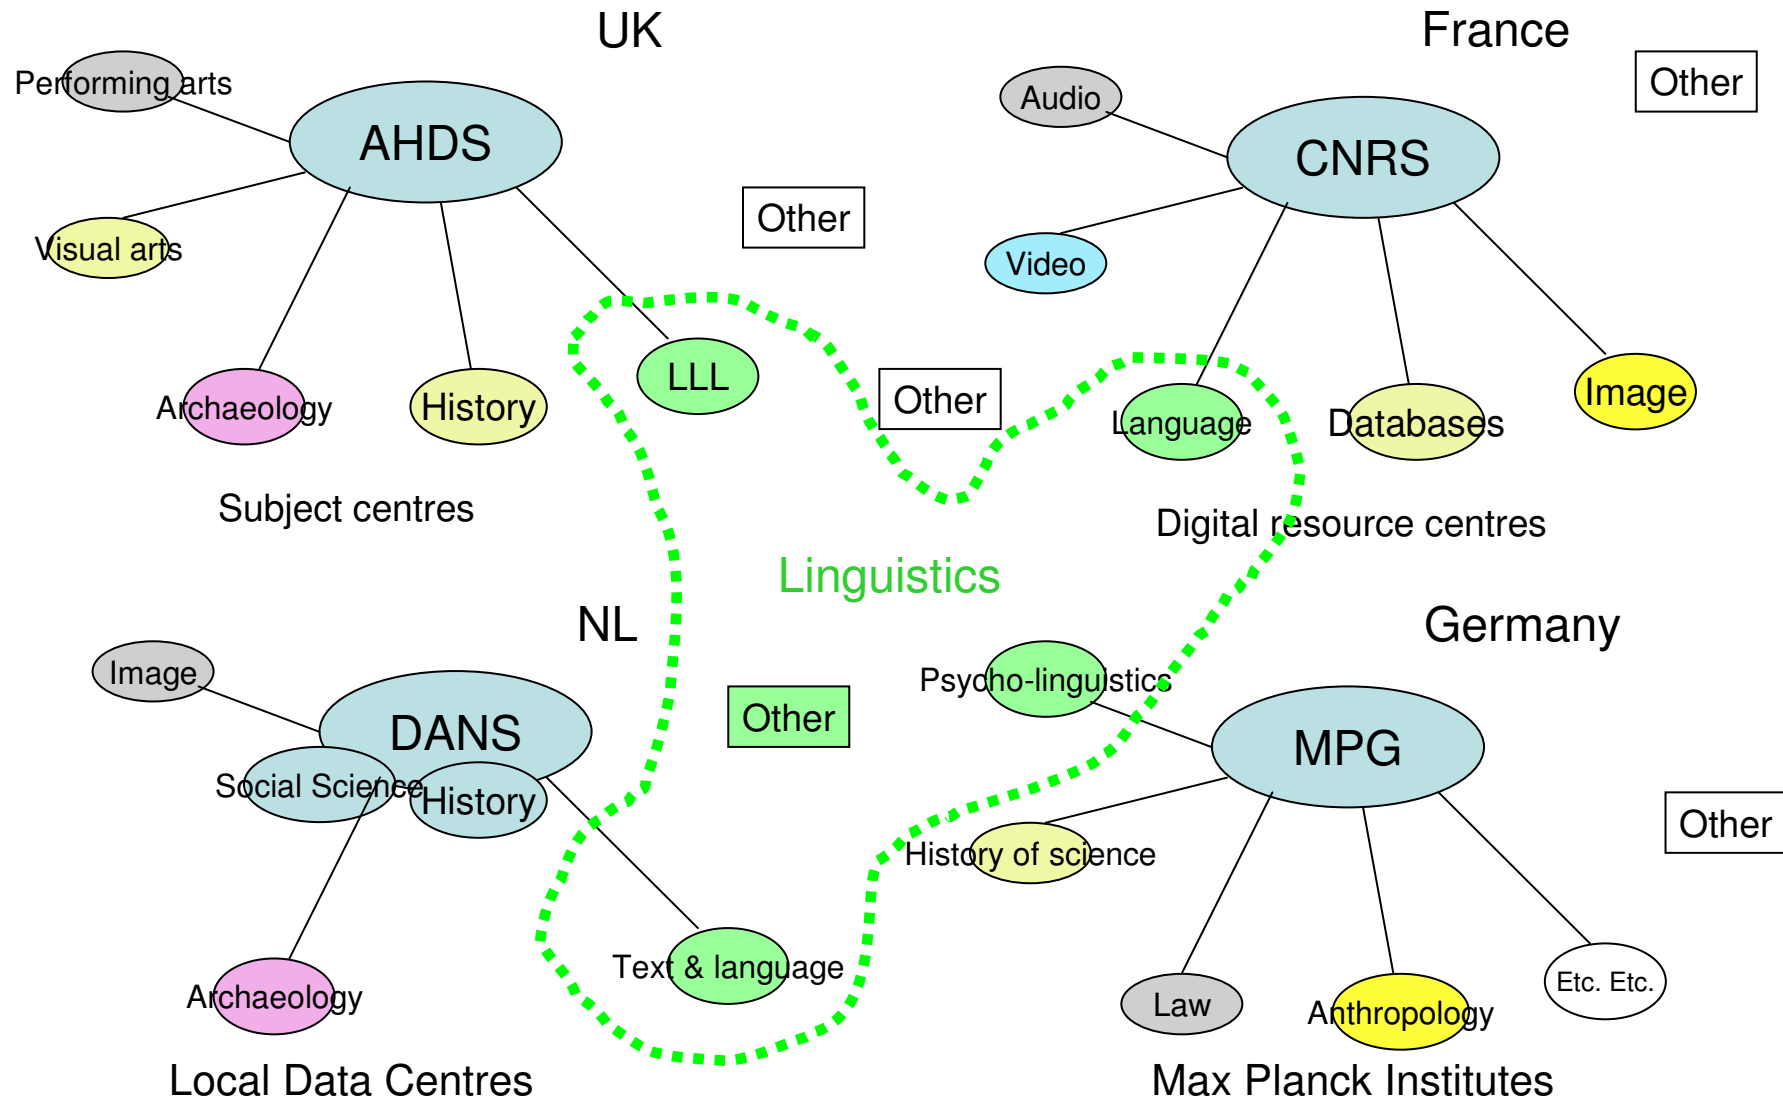 UK
France
Performing arts
AHDS
Other
Audio
CNRS
Other
Visual arts
Video
LLL
Other
Archaeology
History
Language
Databases
Image
Subject centres
Digital resource centres
Linguistics
NL
Germany
Image
DANS
Other
Psycho-linguistics
MPG
Social Science
History
Other
History of science
Archaeology
Text & language
Law
Anthropology
Etc. Etc.
Local Data Centres
Max Planck Institutes